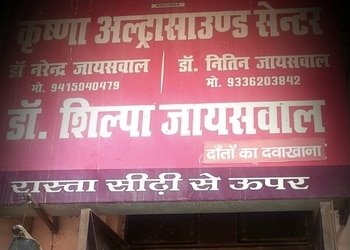 कृष्णा अल्ट्रासाउण्ड सेन्टर
डॉ नरेन्द्र जायसवाल
मो. 9415040479
डॉ. नितिन जायसवाल
मो. 9336203842
डॉ. शिल्पा जायसवाल
दाँतों का दवाखाना
रास्ता सीढ़ी से ऊपर